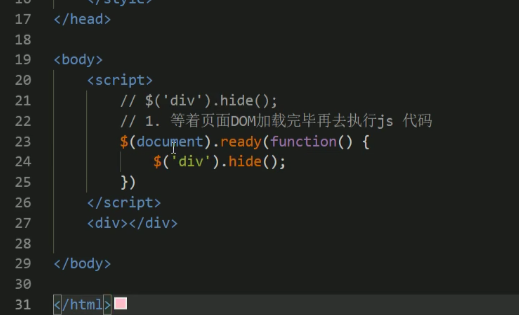 16 </style>
17 </head>
18
19 <body>
20 <script>
21 // $('div').hide();
22 // 1. 等着页面DOM加载完毕再去执行js 代码
23 $(document).ready(function() {
24 $('div').hide();
25 })
26 </script>
27 <div></div>
28
29 </body>
30
31 </html>